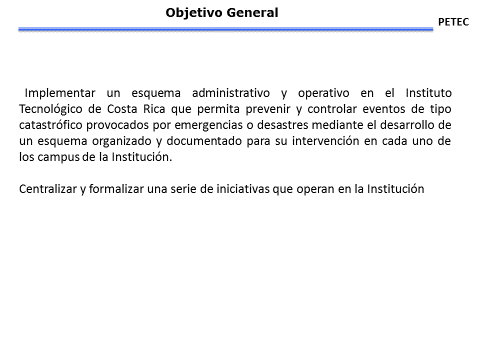 Objetivo General
PETEC
Implementar un esquema administrativo y operativo en el Instituto
Tecnológico de Costa Rica que permita prevenir y controlar eventos de tipo
catastrófico provocados por emergencias o desastres mediante el desarrollo de
un esquema organizado y documentado para su intervención en cada uno de
los campus de la Institución.
Centralizar y formalizar una serie de iniciativas que operan en la Institución